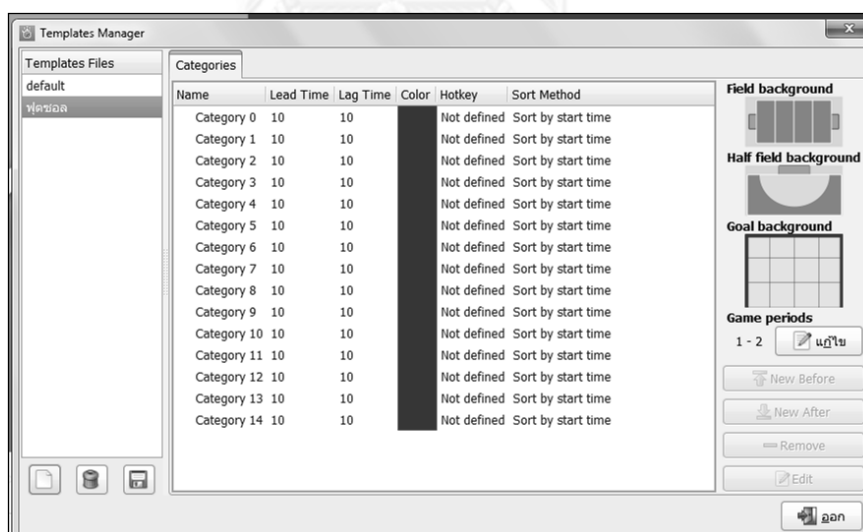 Templates Manager
Templates Files
default
ฟุตซอล
Categories
Name Lead Time Lag Time Color Hotkey Sort Method
Category 0 10 10 Not defined Sort by start time
Category 1 10 10 Not defined Sort by start time
Category 2 10 10 Not defined Sort by start time
Category 3 10 10 Not defined Sort by start time
Category 4 10 10 Not defined Sort by start time
Category 5 10 10 Not defined Sort by start time
Category 6 10 10 Not defined Sort by start time
Category 7 10 10 Not defined Sort by start time
Category 8 10 10 Not defined Sort by start time
Category 9 10 10 Not defined Sort by start time
Category 10 10 10 Not defined Sort by start time
Category 11 10 10 Not defined Sort by start time
Category 12 10 10 Not defined Sort by start time
Category 13 10 10 Not defined Sort by start time
Category 14 10 10 Not defined Sort by start time
Field background
Half field background
Goal background
Game periods
1 - 2 แก้ไข
New Before
New After
Remove
Edit
ออก